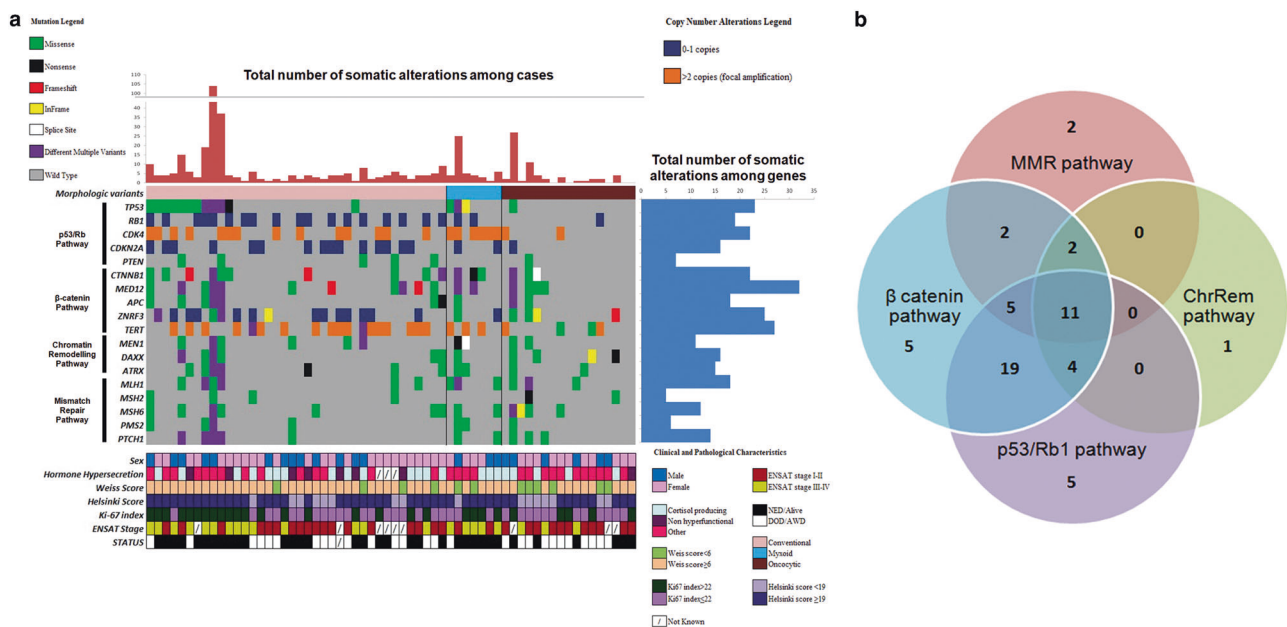 a
Mutation Legend
Missense
Nonsense
Frameshift
InFrame
Splice Site
Different Multiple Variants
Wild Type
Copy Number Alterations Legend
0-1 copies
>2 copies (focal amplification)
Total number of somatic alterations among cases
110
105
100
95
45
40
35
30
25
20
15
10
5
0
Total number of somatic
alterations among genes
0 5 10 15 20 25 30 35
Morphologic variants
p53/Rb
Pathway
TP53
RB1
CDK4
CDKN2A
PTEN
β-catenin
Pathway
CTNNB1
MED12
APC
ZNRF3
TERT
Chromatin
Remodelling
Pathway
MEN1
DAXX
ATRX
Mismatch
Repair
Pathway
MLH1
MSH2
MSH6
PMS2
PTCH1
Sex
Hormone Hypersecretion
Weiss Score
Helsinki Score
Ki-67 index
ENSAT Stage
STATUS
/ / / /
/ / / / / / / /
/
Clinical and Pathological Characteristics
Male
Female
ENSAT stage I-II
ENSAT stage III-IV
Cortisol producing
Non hyperfunctional
Other
NED/Alive
DOD/AWD
Conventional
Myxoid
Oncocytic
Weis score<6
Weis score≥6
Ki67 index>22
Ki67 index≤22
Helsinki score <19
Helsinki score ≥19
/ Not Known
b
2
MMR pathway
2
2
0
β catenin
pathway
5
5
11
0
ChrRem
pathway
1
19
4
0
p53/Rb1 pathway
5